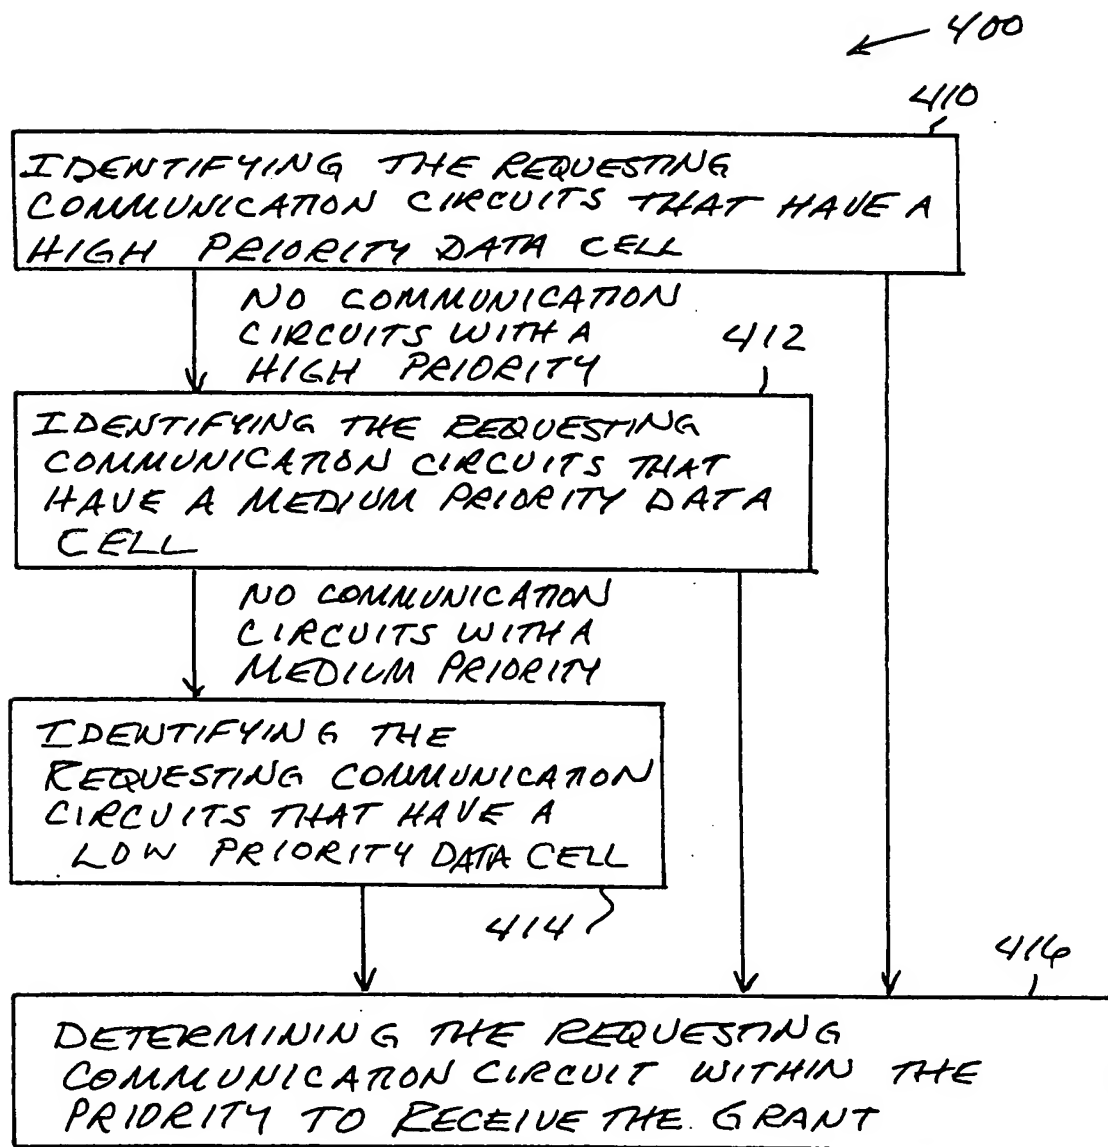 400
410
IDENTIFYING THE REQUESTING
COMMUNICATION CIRCUITS THAT HAVE A
HIGH PRIORITY DATA CELL
NO COMMUNICATION
CIRCUITS WITH A
HIGH PRIORITY
412
IDENTIFYING THE REQUESTING
COMMUNICATION CIRCUITS THAT
HAVE A MEDIUM PRIORITY DATA
CELL
NO COMMUNICATION
CIRCUITS WITH A
MEDIUM PRIORITY
IDENTIFYING THE
REQUESTING COMMUNICATION
CIRCUITS THAT HAVE A
LOW PRIORITY DATA CELL
414
416
DETERMINING THE REQUESTING
COMMUNICATION CIRCUIT WITHIN THE
PRIORITY TO RECEIVE THE GRANT